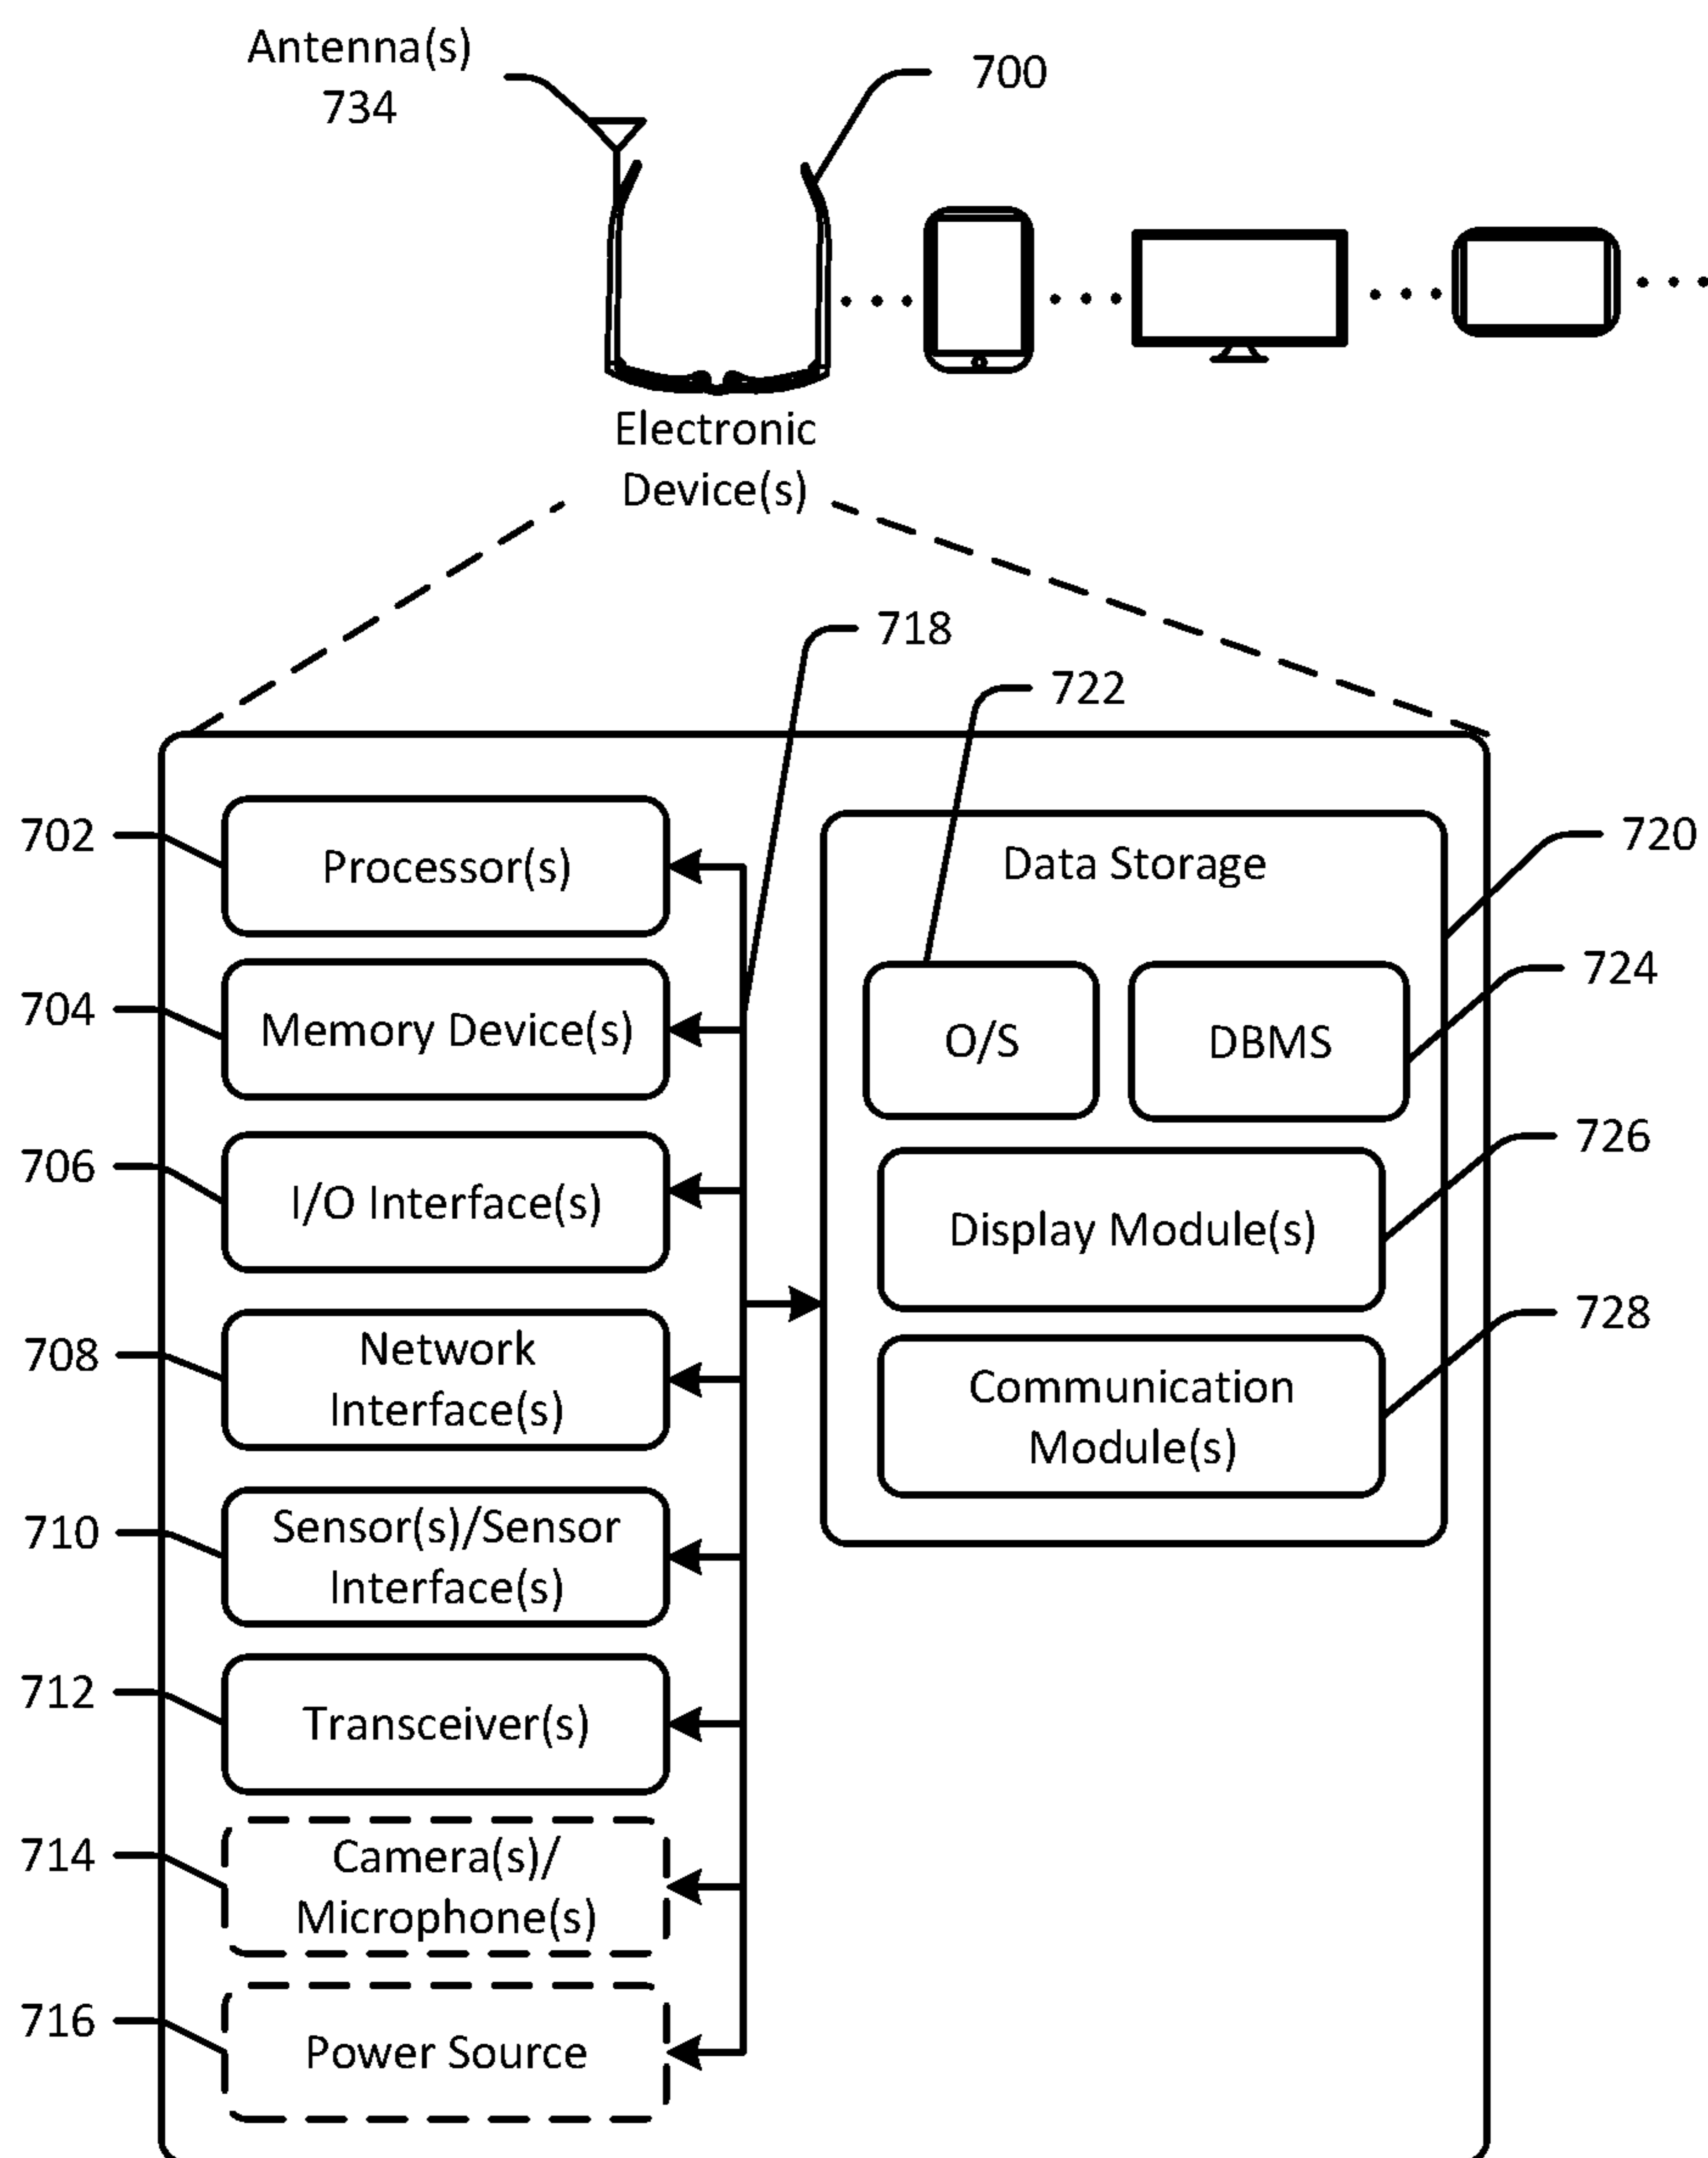 Antenna(s)
734
700
Electronic
Device(s)
718
722
702
Processor(s)
704
Memory Device(s)
706
I/O Interface(s)
708
Network
Interface(s)
710
Sensor(s)/Sensor
Interface(s)
712
Transceiver(s)
714
Camera(s)/
Microphone(s)
716
Power Source
Data Storage
720
O/S
DBMS
724
Display Module(s)
726
Communication
Module(s)
728